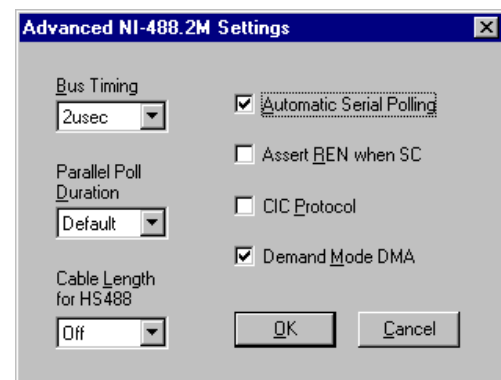 Advanced NI-488.2M Settings
Bus Timing
2usec
Parallel Poll
Duration
Default
Cable Length
for HS488
Off
Automatic Serial Polling
Assert REN when SC
CIC Protocol
Demand Mode DMA
OK
Cancel